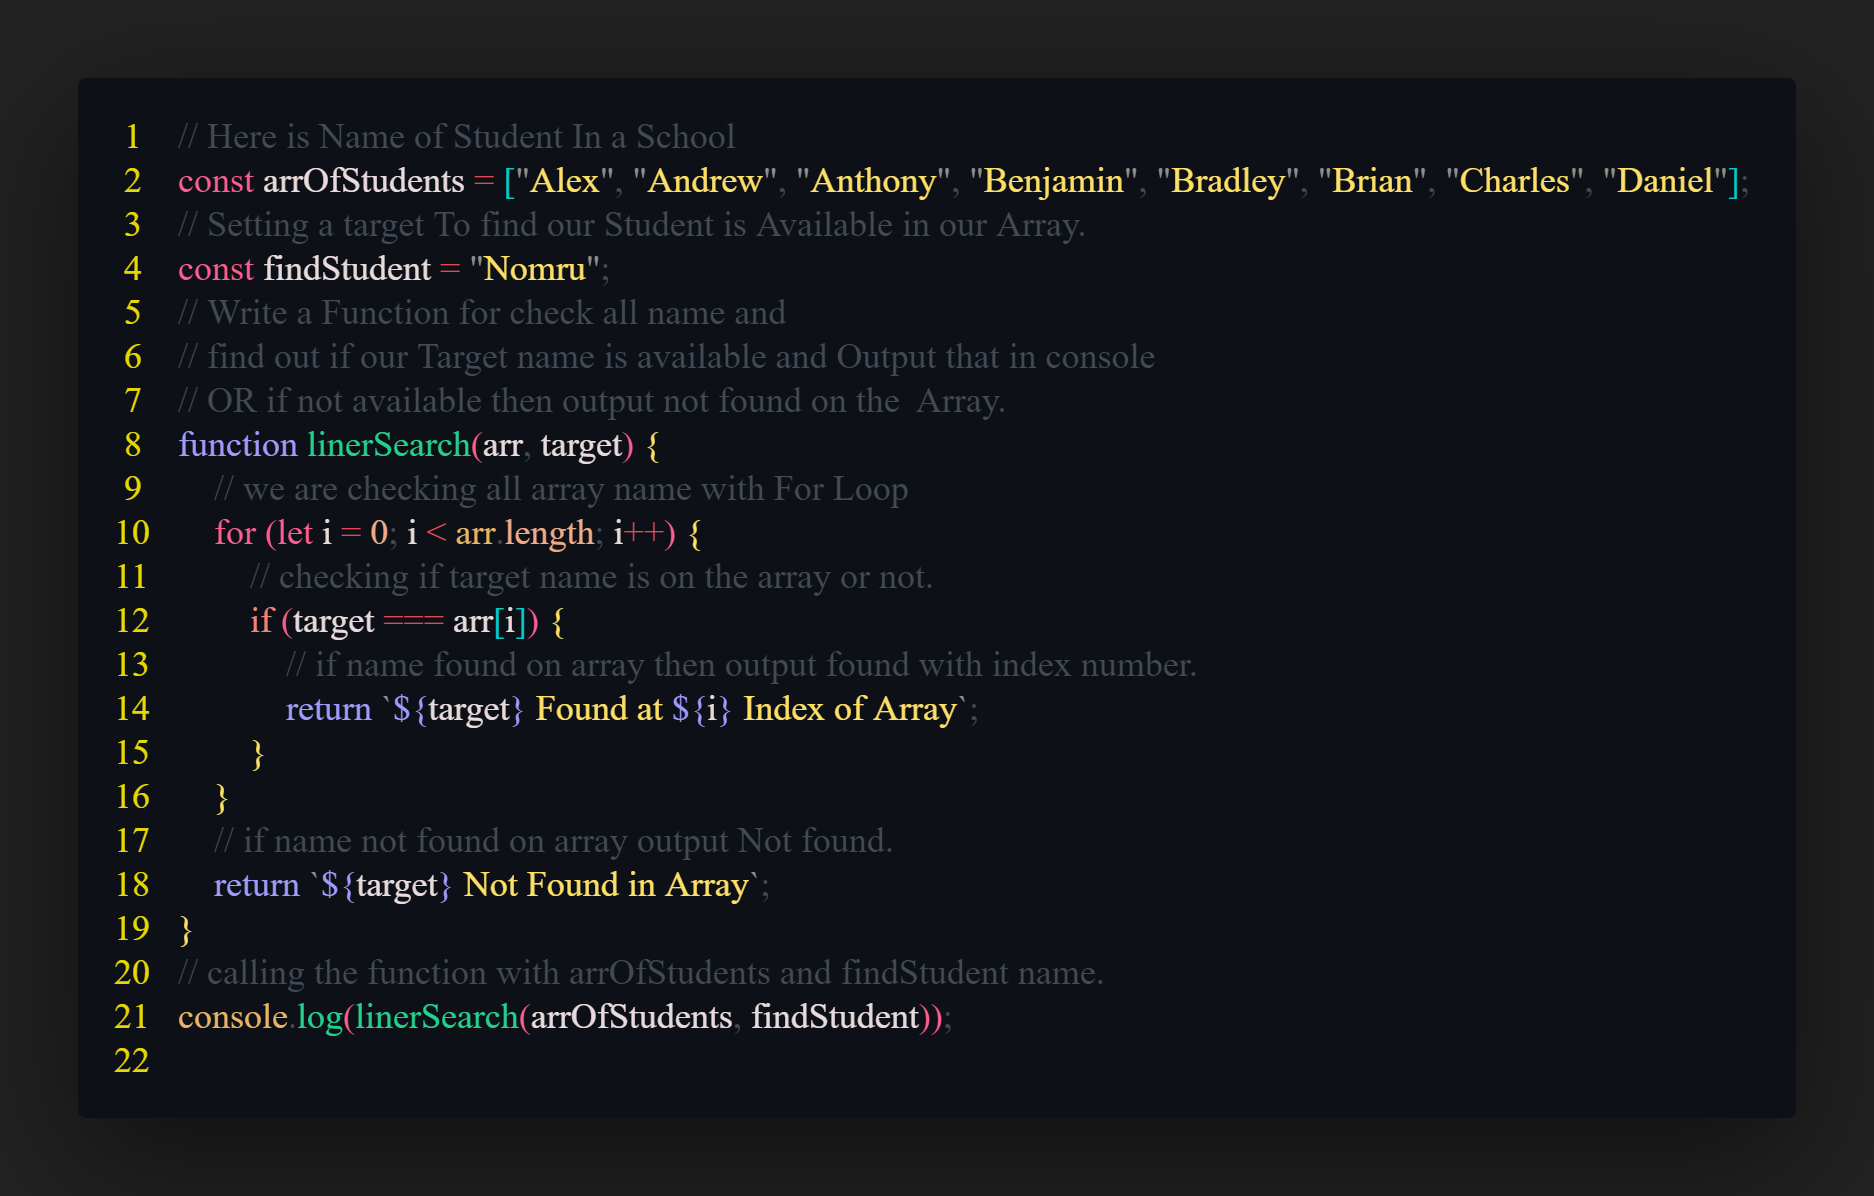 1 // Here is Name of Student In a School
2 const arrOfStudents = ["Alex", "Andrew", "Anthony", "Benjamin", "Bradley", "Brian", "Charles", "Daniel"];
3 // Setting a target To find our Student is Available in our Array.
4 const findStudent = "Nomru";
5 // Write a Function for check all name and
6 // find out if our Target name is available and Output that in console
7 // OR if not available then output not found on the  Array.
8 function linerSearch(arr, target) {
9     // we are checking all array name with For Loop
10     for (let i = 0; i < arr.length; i++) {
11         // checking if target name is on the array or not.
12         if (target === arr[i]) {
13             // if name found on array then output found with index number.
14             return `${target} Found at ${i} Index of Array`;
15         }
16     }
17     // if name not found on array output Not found.
18     return `${target} Not Found in Array`;
19 }
20 // calling the function with arrOfStudents and findStudent name.
21 console.log(linerSearch(arrOfStudents, findStudent));
22